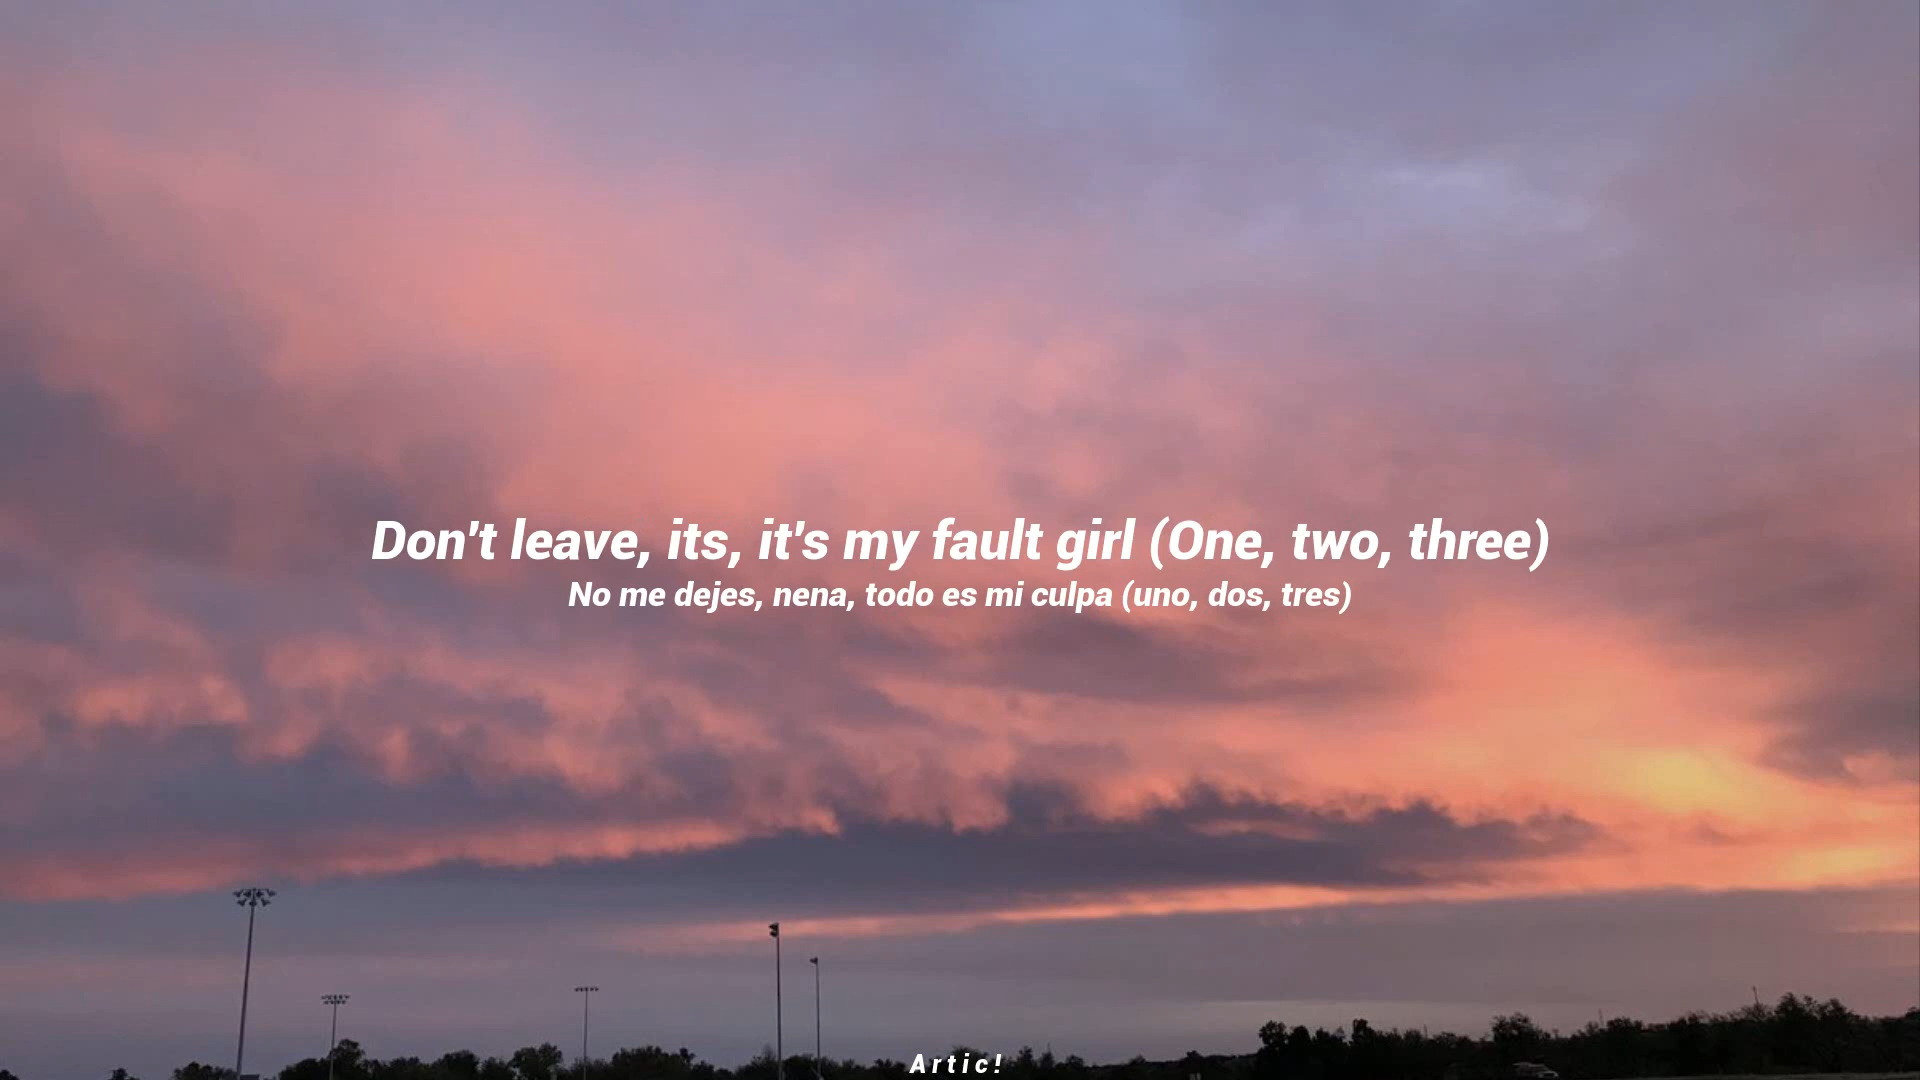 Don't leave, its, it's my fault girl (One, two, three)
No me dejes, nena, todo es mi culpa (uno, dos, tres)
Artic!